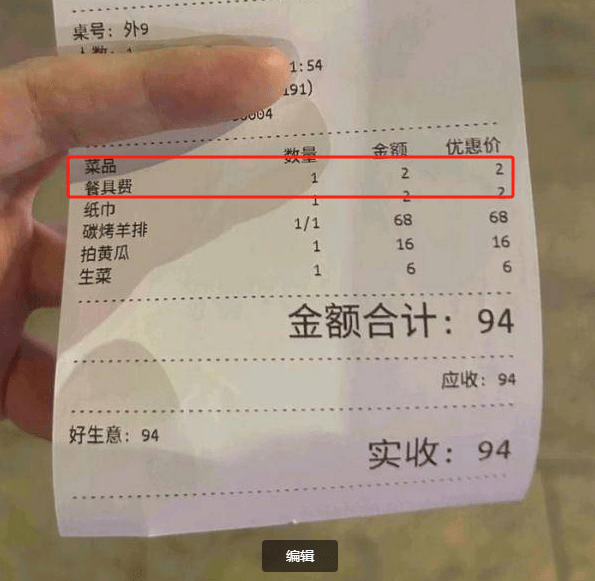 桌号: 外9
1:54
191)
0004
菜品 数量 金额 优惠价
餐具费 1 2 2
纸巾 1 2 2
碳烤羊排 1/1 68 68
拍黄瓜 1 16 16
生菜 1 6 6
金额合计: 94
应收: 94
好生意: 94
实收: 94
编辑